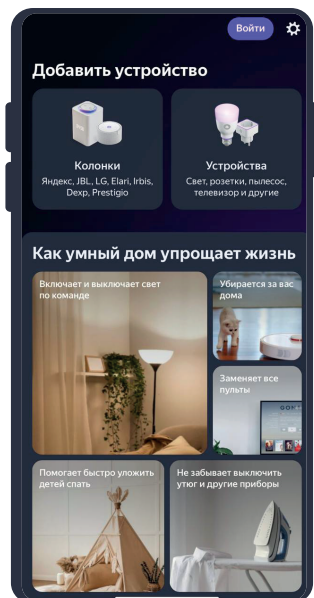 Войти
Добавить устройство
Колонки
Яндекс, JBL, LG, Elari, Irbis,
Dexp, Prestigio
Устройства
Свет, розетки, пылесос,
телевизор и другие
Как умный дом упрощает жизнь
Включает и выключает свет
по команде
Убирается за вас
дома
Заменяет все
пульты
Помогает быстро уложить
детей спать
Не забывает выключить
утюг и другие приборы